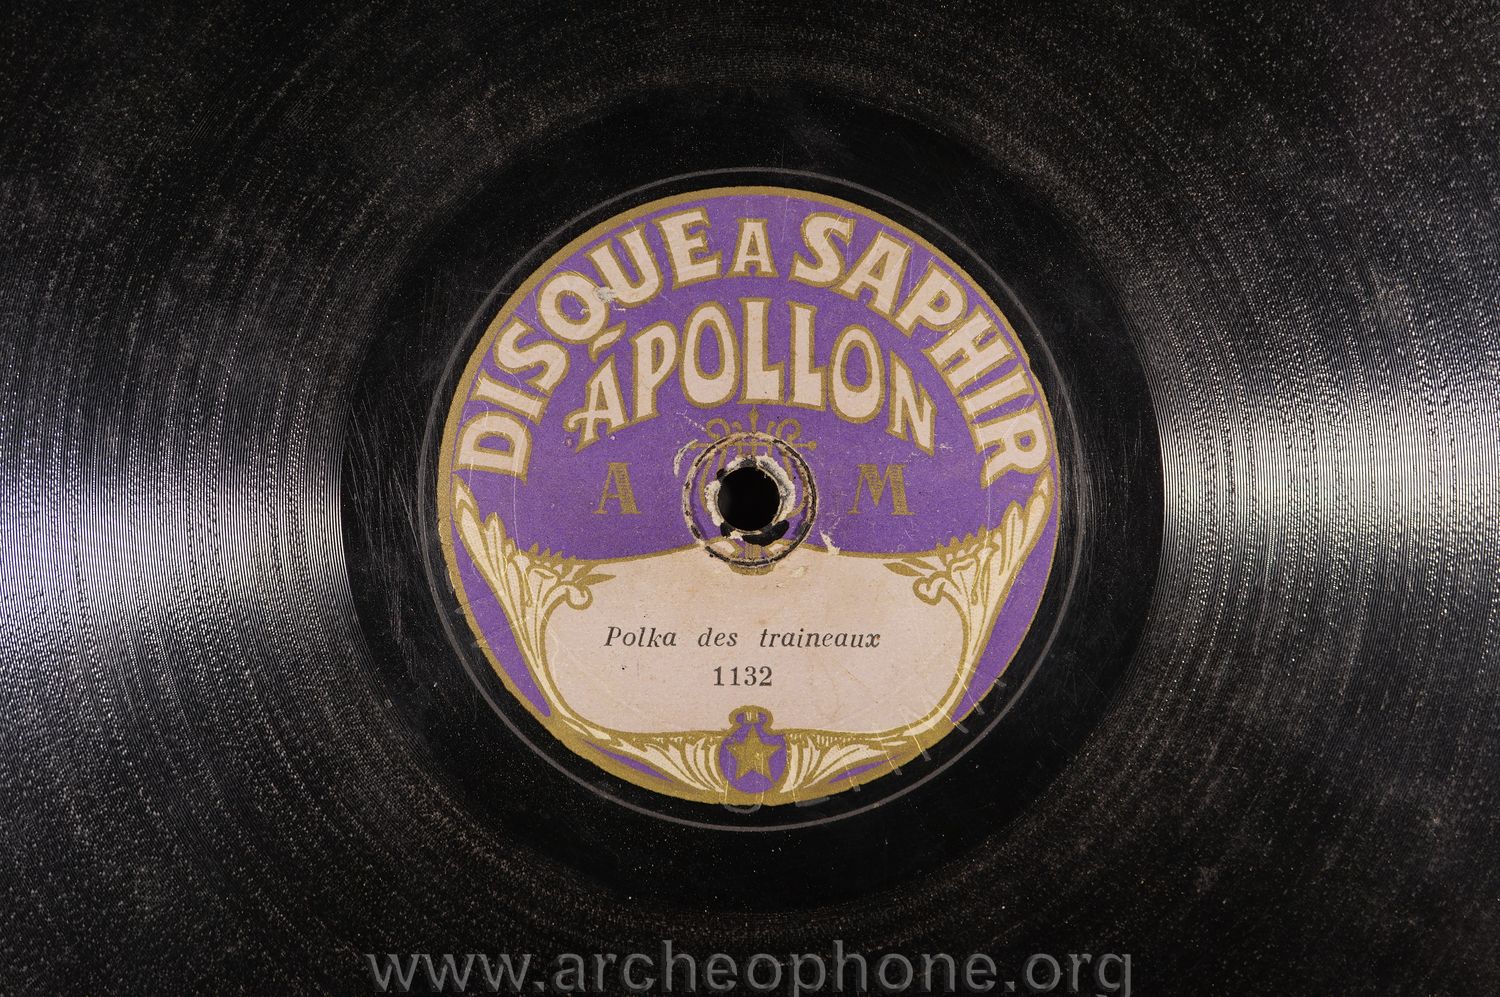 DISQUE A SAPHIR
APOLLON
A M
Polka des traineaux
1132
www.archeophone.org